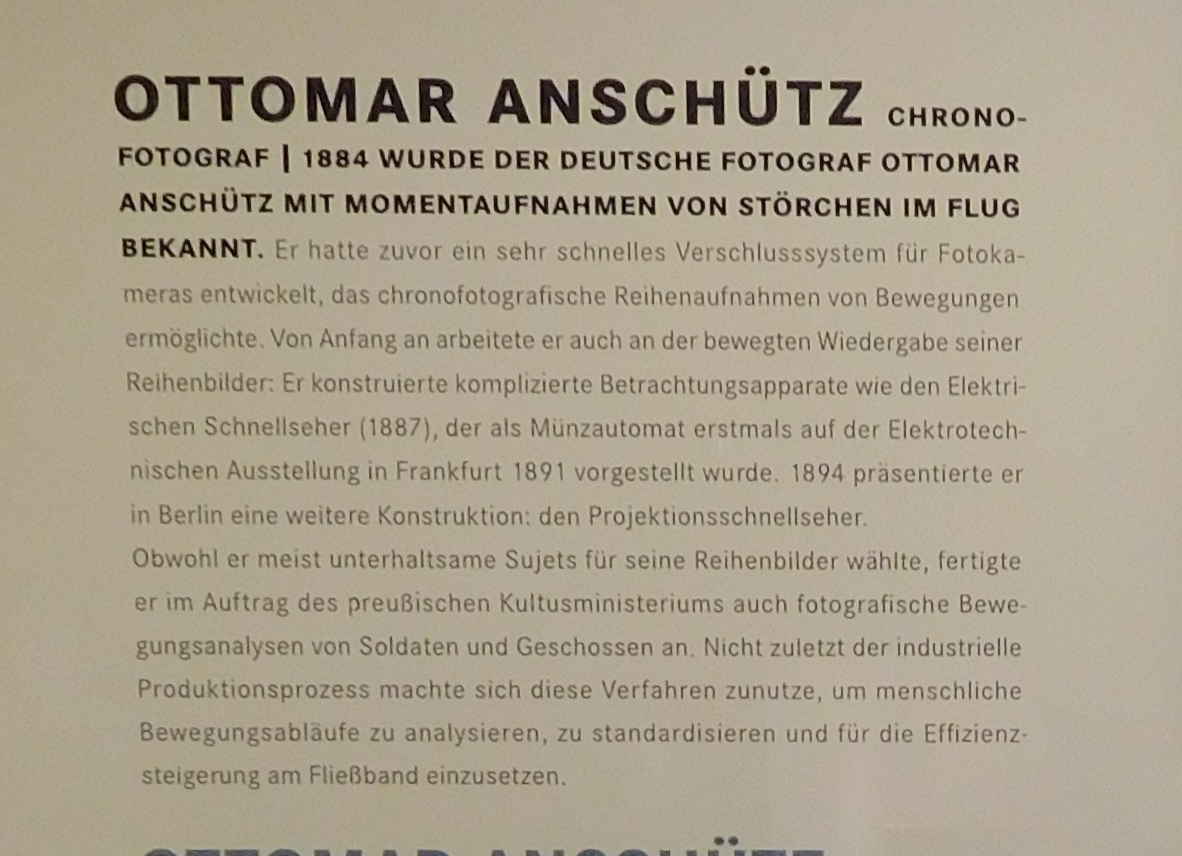 OTTOMAR ANSCHÜTZ CHRONO-
FOTOGRAF | 1884 WURDE DER DEUTSCHE FOTOGRAF OTTOMAR
ANSCHÜTZ MIT MOMENTAUFNAHMEN VON STÖRCHEN IM FLUG
BEKANNT. Er hatte zuvor ein sehr schnelles Verschlusssystem für Fotoka-
meras entwickelt, das chronofotografische Reihenaufnahmen von Bewegungen
ermöglichte. Von Anfang an arbeitete er auch an der bewegten Wiedergabe seiner
Reihenbilder: Er konstruierte komplizierte Betrachtungsapparate wie den Elektri-
schen Schnellseher (1887), der als Münzautomat erstmals auf der Elektrotech-
nischen Ausstellung in Frankfurt 1891 vorgestellt wurde. 1894 präsentierte er
in Berlin eine weitere Konstruktion: den Projektionsschnellseher.
Obwohl er meist unterhaltsame Sujets für seine Reihenbilder wählte, fertigte
er im Auftrag des preußischen Kultusministeriums auch fotografische Bewe-
gungsanalysen von Soldaten und Geschossen an. Nicht zuletzt der industrielle
Produktionsprozess machte sich diese Verfahren zunutze, um menschliche
Bewegungsabläufe zu analysieren, zu standardisieren und für die Effizienz-
steigerung am Fließband einzusetzen.
OTTOMAR ANSCHÜTZ